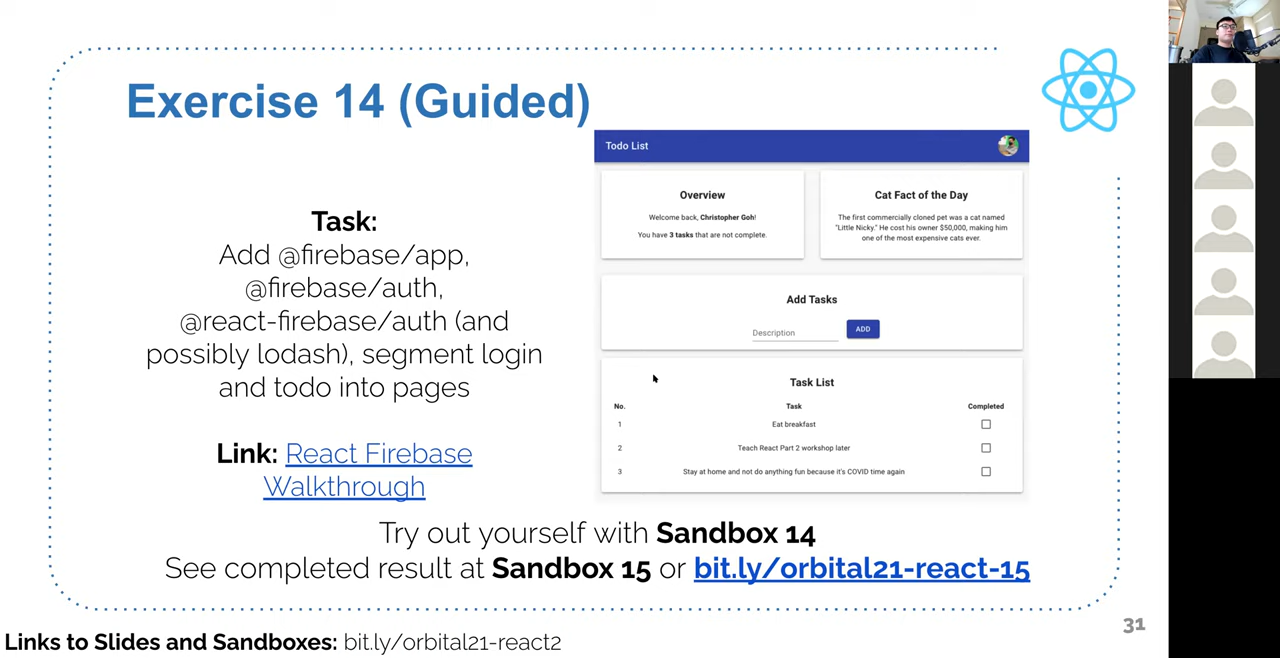 Exercise 14 (Guided)
Task:
Add @firebase/app,
@firebase/auth,
@react-firebase/auth (and
possibly lodash), segment login
and todo into pages
Link: React Firebase
Walkthrough
Todo List
Overview
Welcome back, Christopher Goh!
You have 3 tasks that are not complete.
Cat Fact of the Day
The first commercially cloned pet was a cat named
"Little Nicky." He cost his owner $50,000, making him
one of the most expensive cats ever.
Add Tasks
Description
ADD
Task List
No. Task Completed
1 Eat breakfast
2 Teach React Part 2 workshop later
3 Stay at home and not do anything fun because it's COVID time again
Try out yourself with Sandbox 14
See completed result at Sandbox 15 or bit.ly/orbital21-react-15
31
Links to Slides and Sandboxes: bit.ly/orbital21-react2